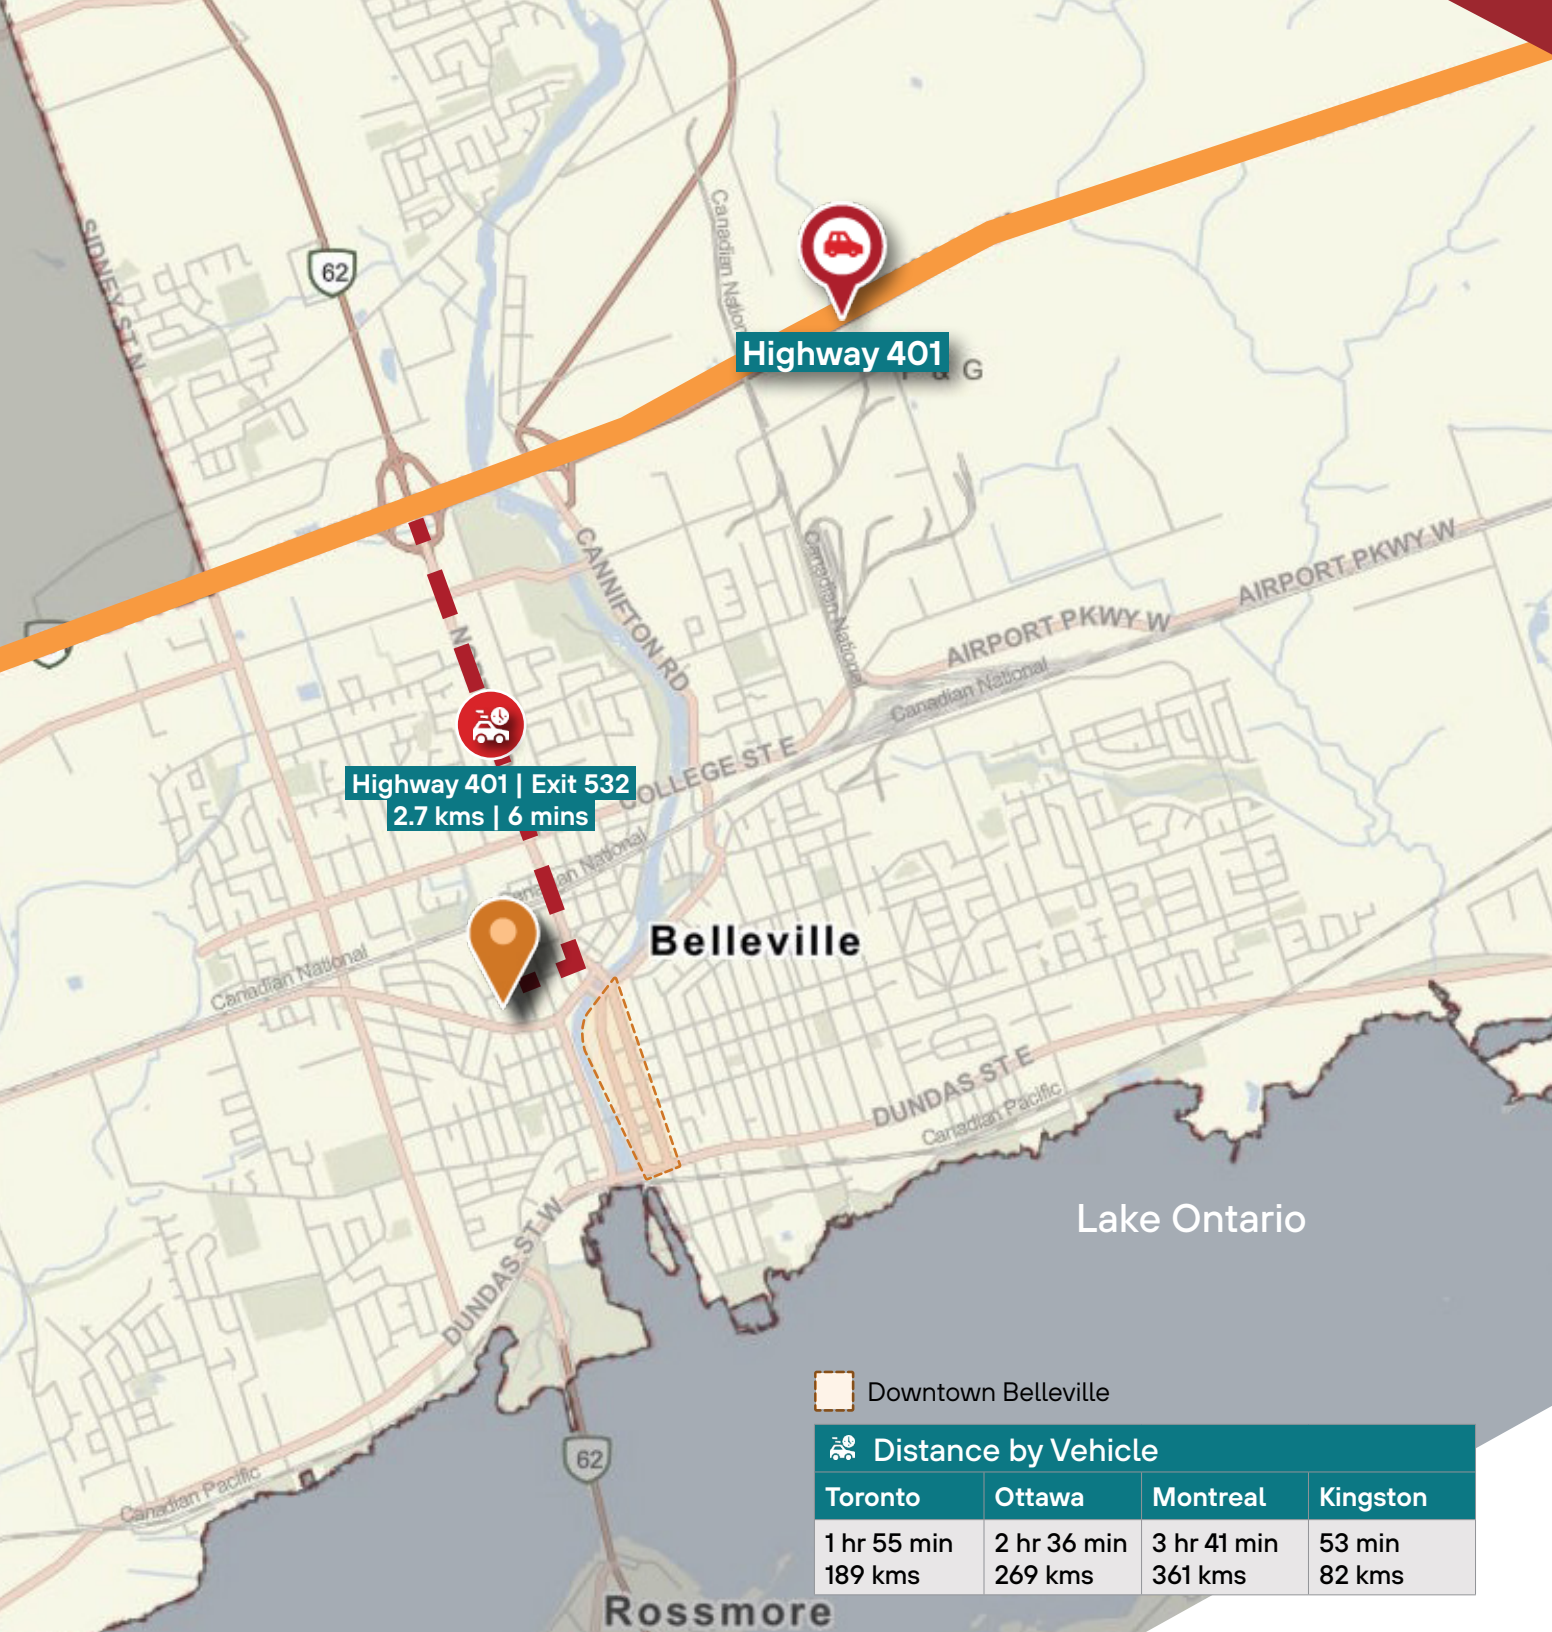 Canadian National
SIDNEY ST N
62
Highway 401
& G
CANNIFTON RD
Canadian National
AIRPORT PKWY W
AIRPORT PKWY W
Canadian National
COLLEGE ST E
Highway 401 | Exit 532
2.7 kms | 6 mins
Canadian National
Belleville
Canadian National
DUNDAS ST E
Canadian Pacific
DUNDAS ST W
Lake Ontario
Downtown Belleville
62
Canadian Pacific
Distance by Vehicle
Toronto Ottawa Montreal Kingston
1 hr 55 min 2 hr 36 min 3 hr 41 min 53 min
189 kms 269 kms 361 kms 82 kms
Rossmore